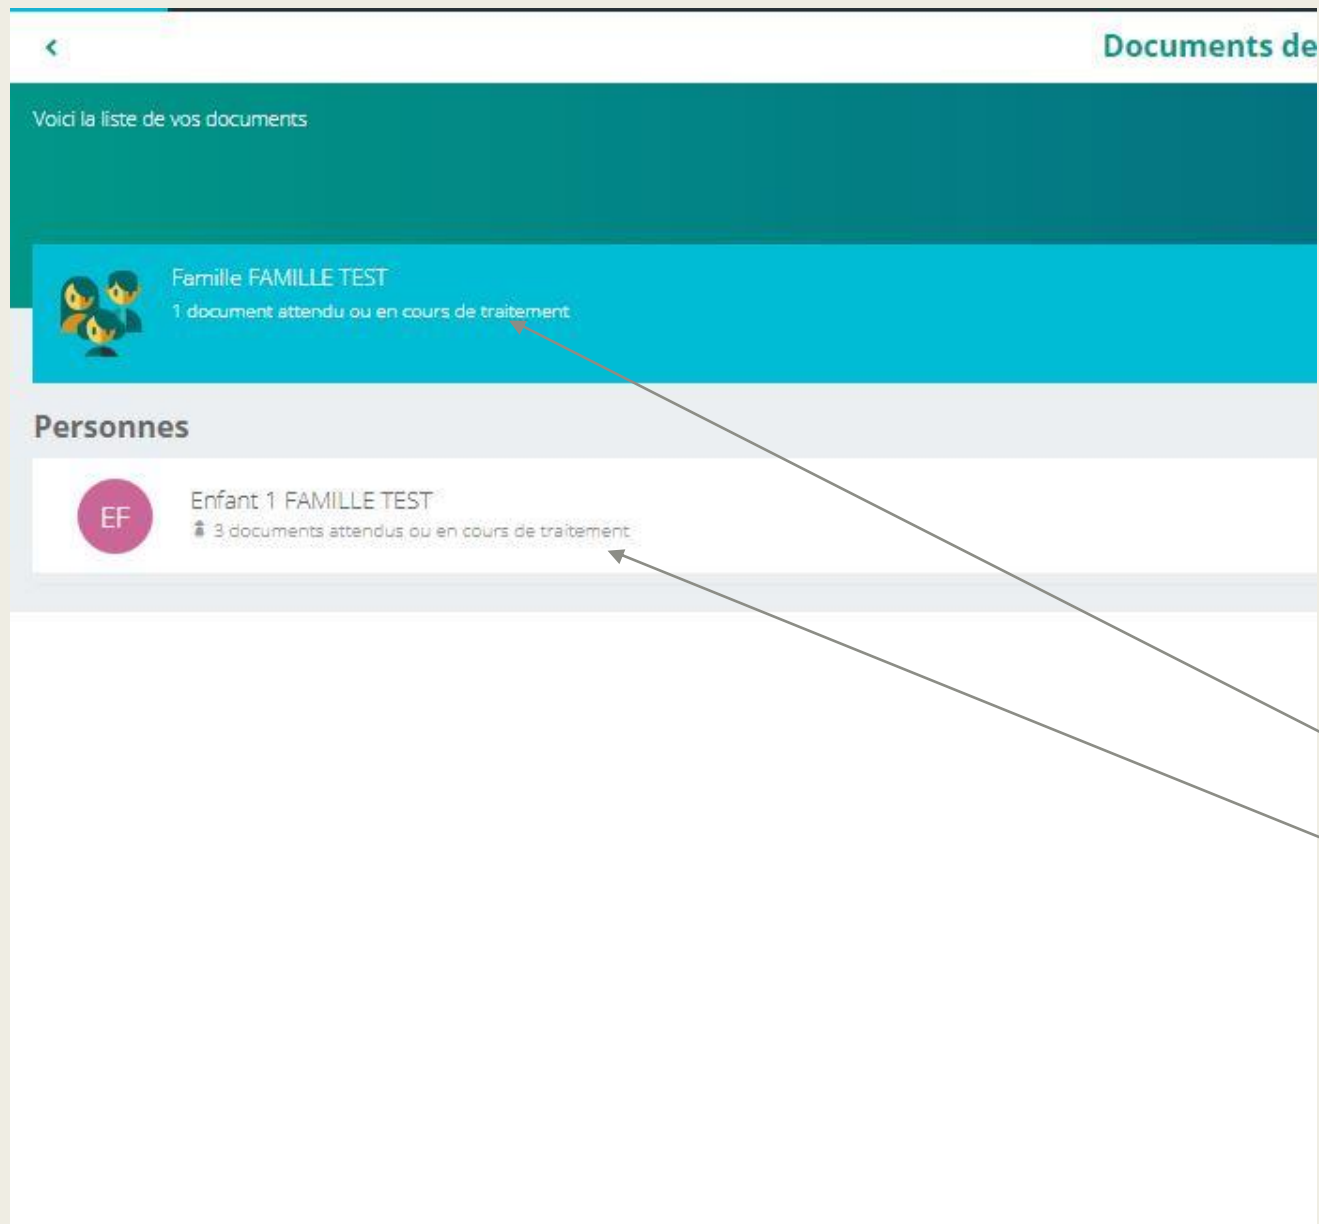 Documents de
Voici la liste de vos documents
Famille FAMILLE TEST
1 document attendu ou en cours de traitement
Personnes
EF
Enfant 1 FAMILLE TEST
3 documents attendus ou en cours de traitement